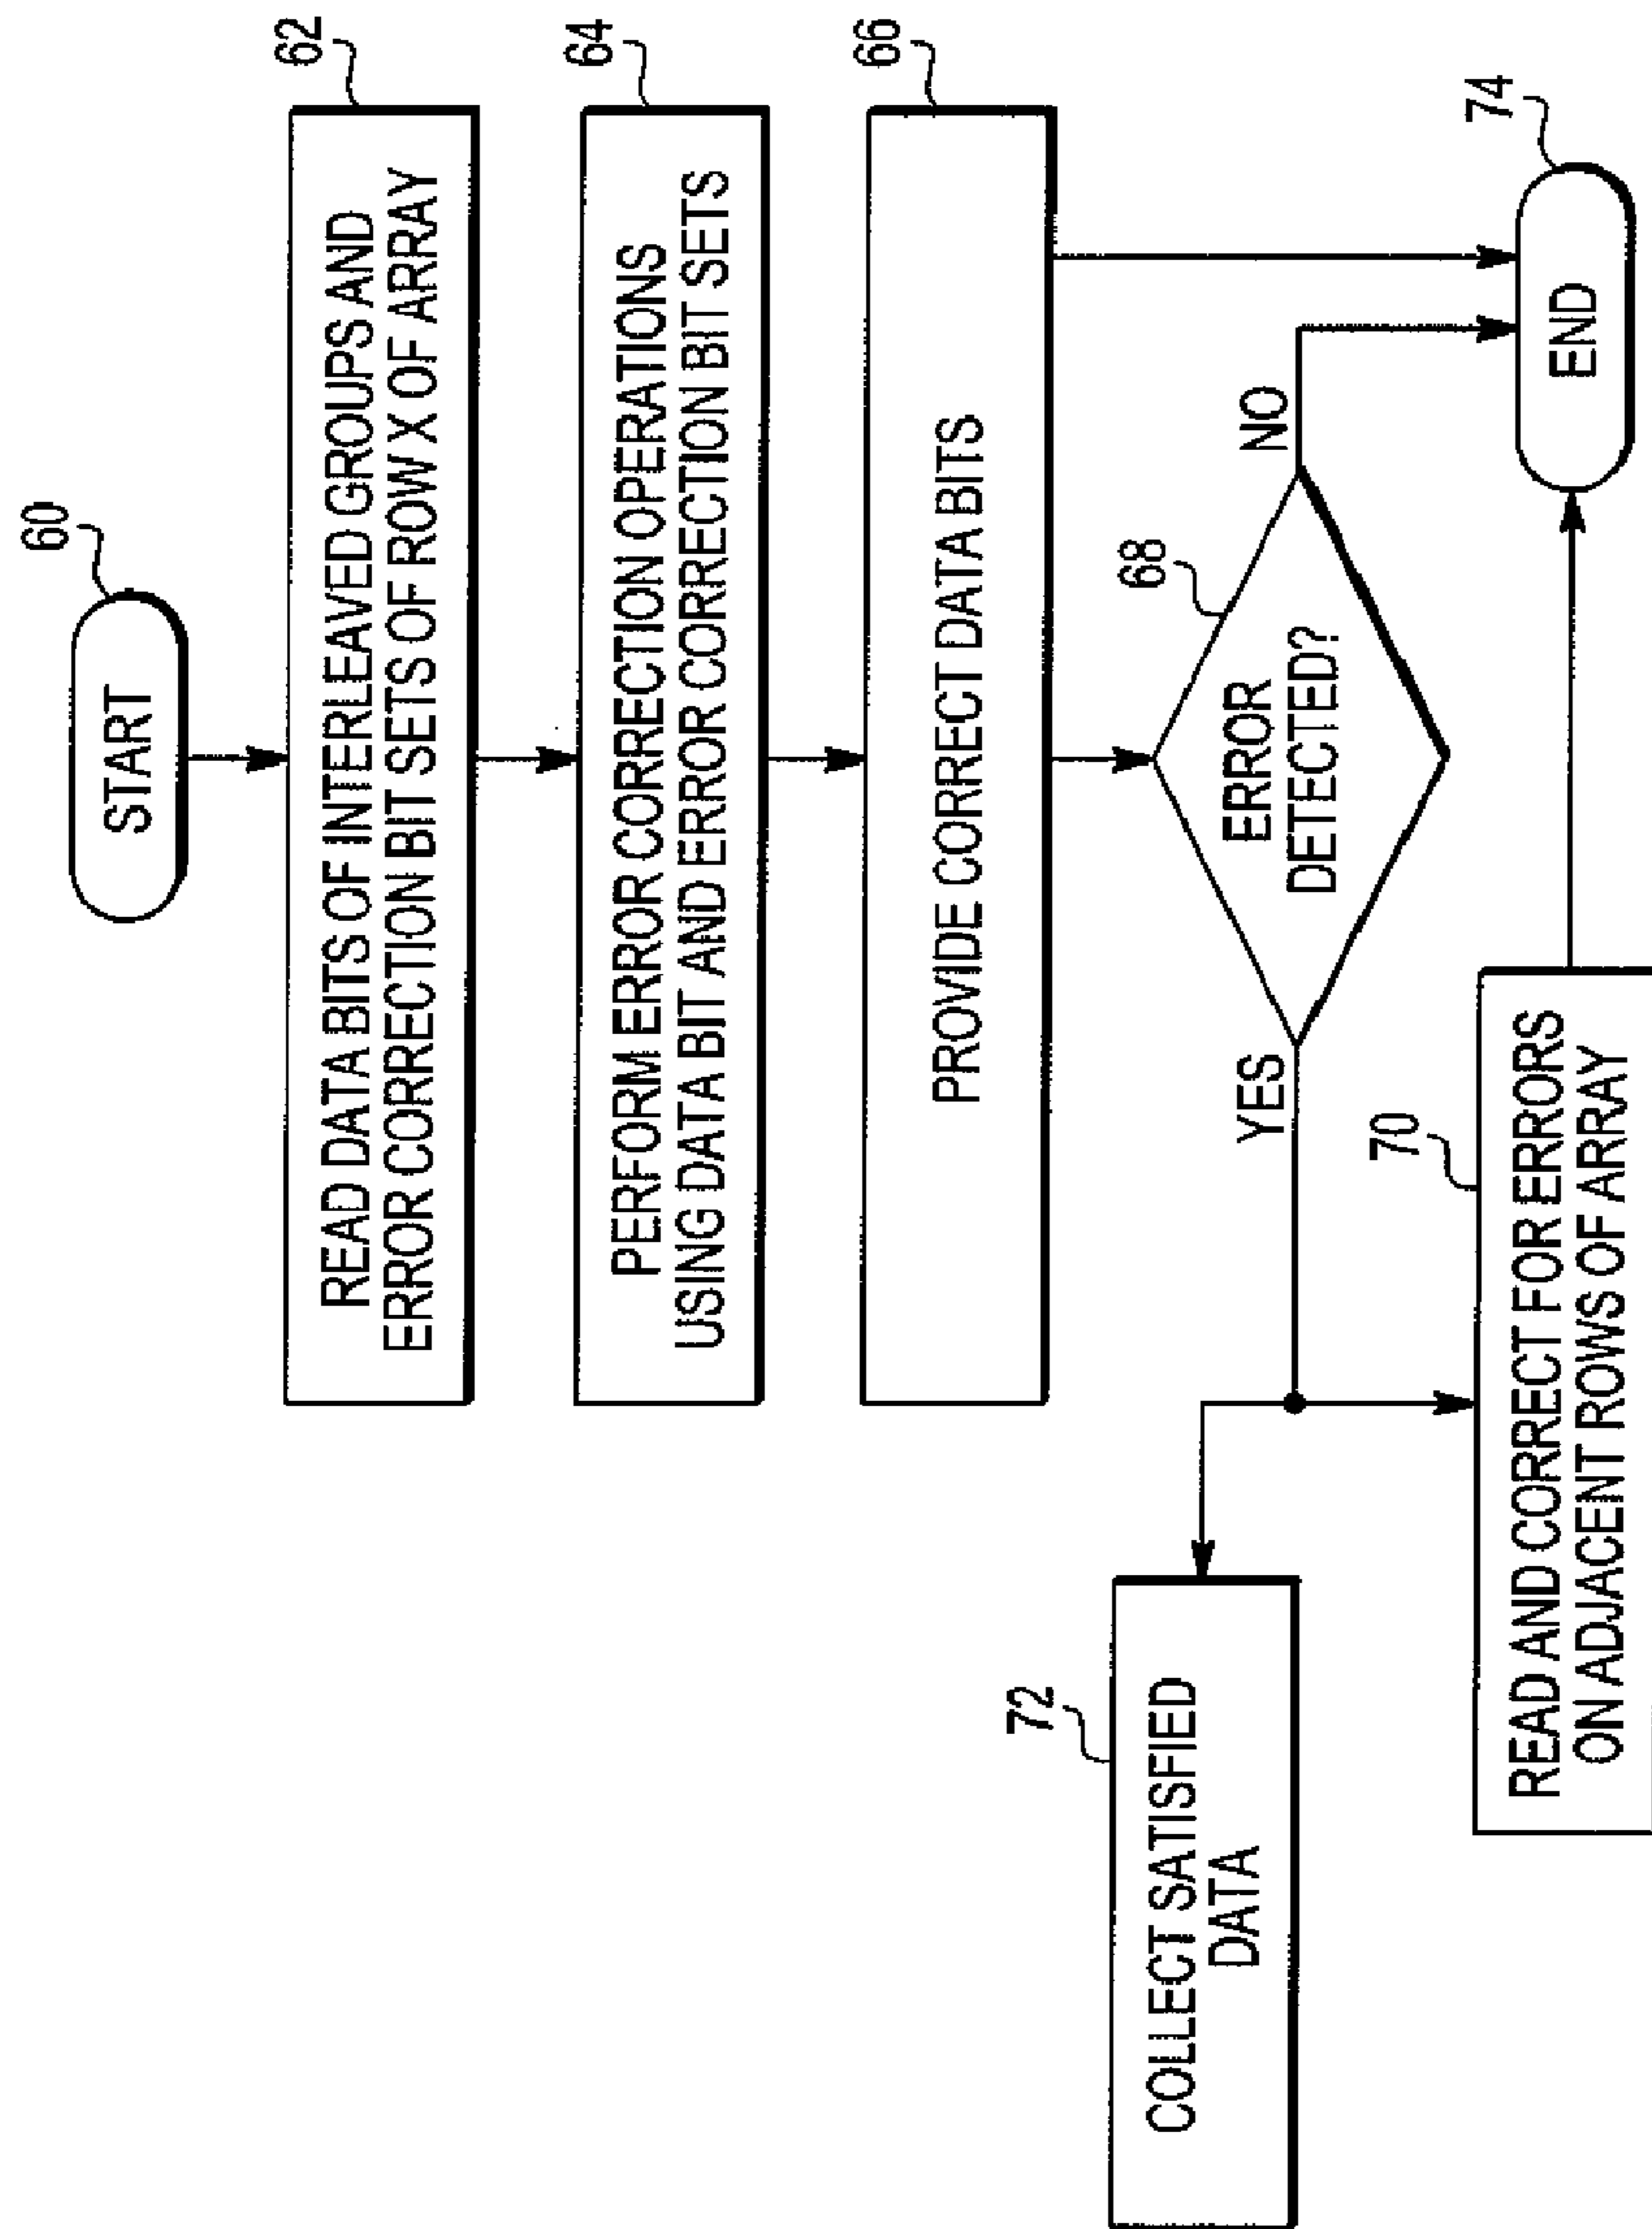 60
START
62
READ DATA BITS OF INTERLEAVED GROUPS AND
ERROR CORRECTION BIT SETS OF ROW X OF ARRAY
64
PERFORM ERROR CORRECTION OPERATIONS
USING DATA BIT AND ERROR CORRECTION BIT SETS
66
PROVIDE CORRECT DATA BITS
68
ERROR
DETECTED?
YES
NO
72
COLLECT SATISFIED
DATA
70
READ AND CORRECT FOR ERRORS
ON ADJACENT ROWS OF ARRAY
74
END